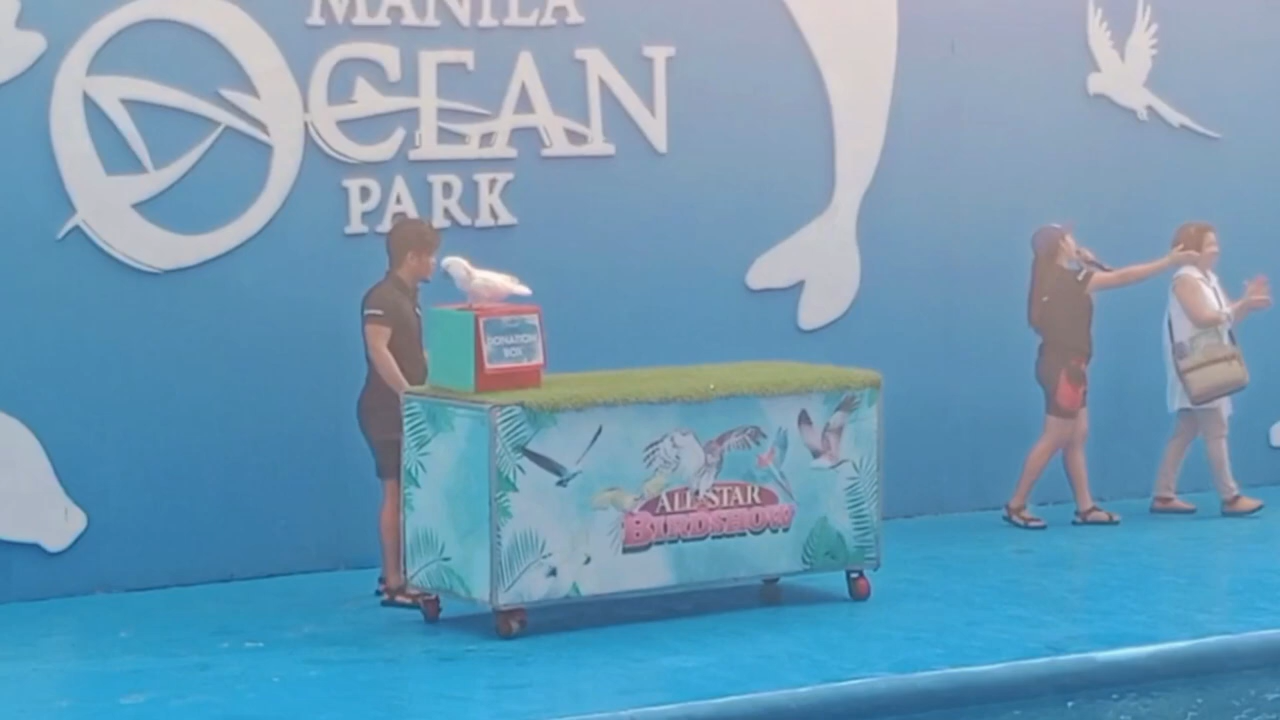 MANILA
OCEAN
PARK
DONATION
BOX
ALL-STAR
BIRDSHOW